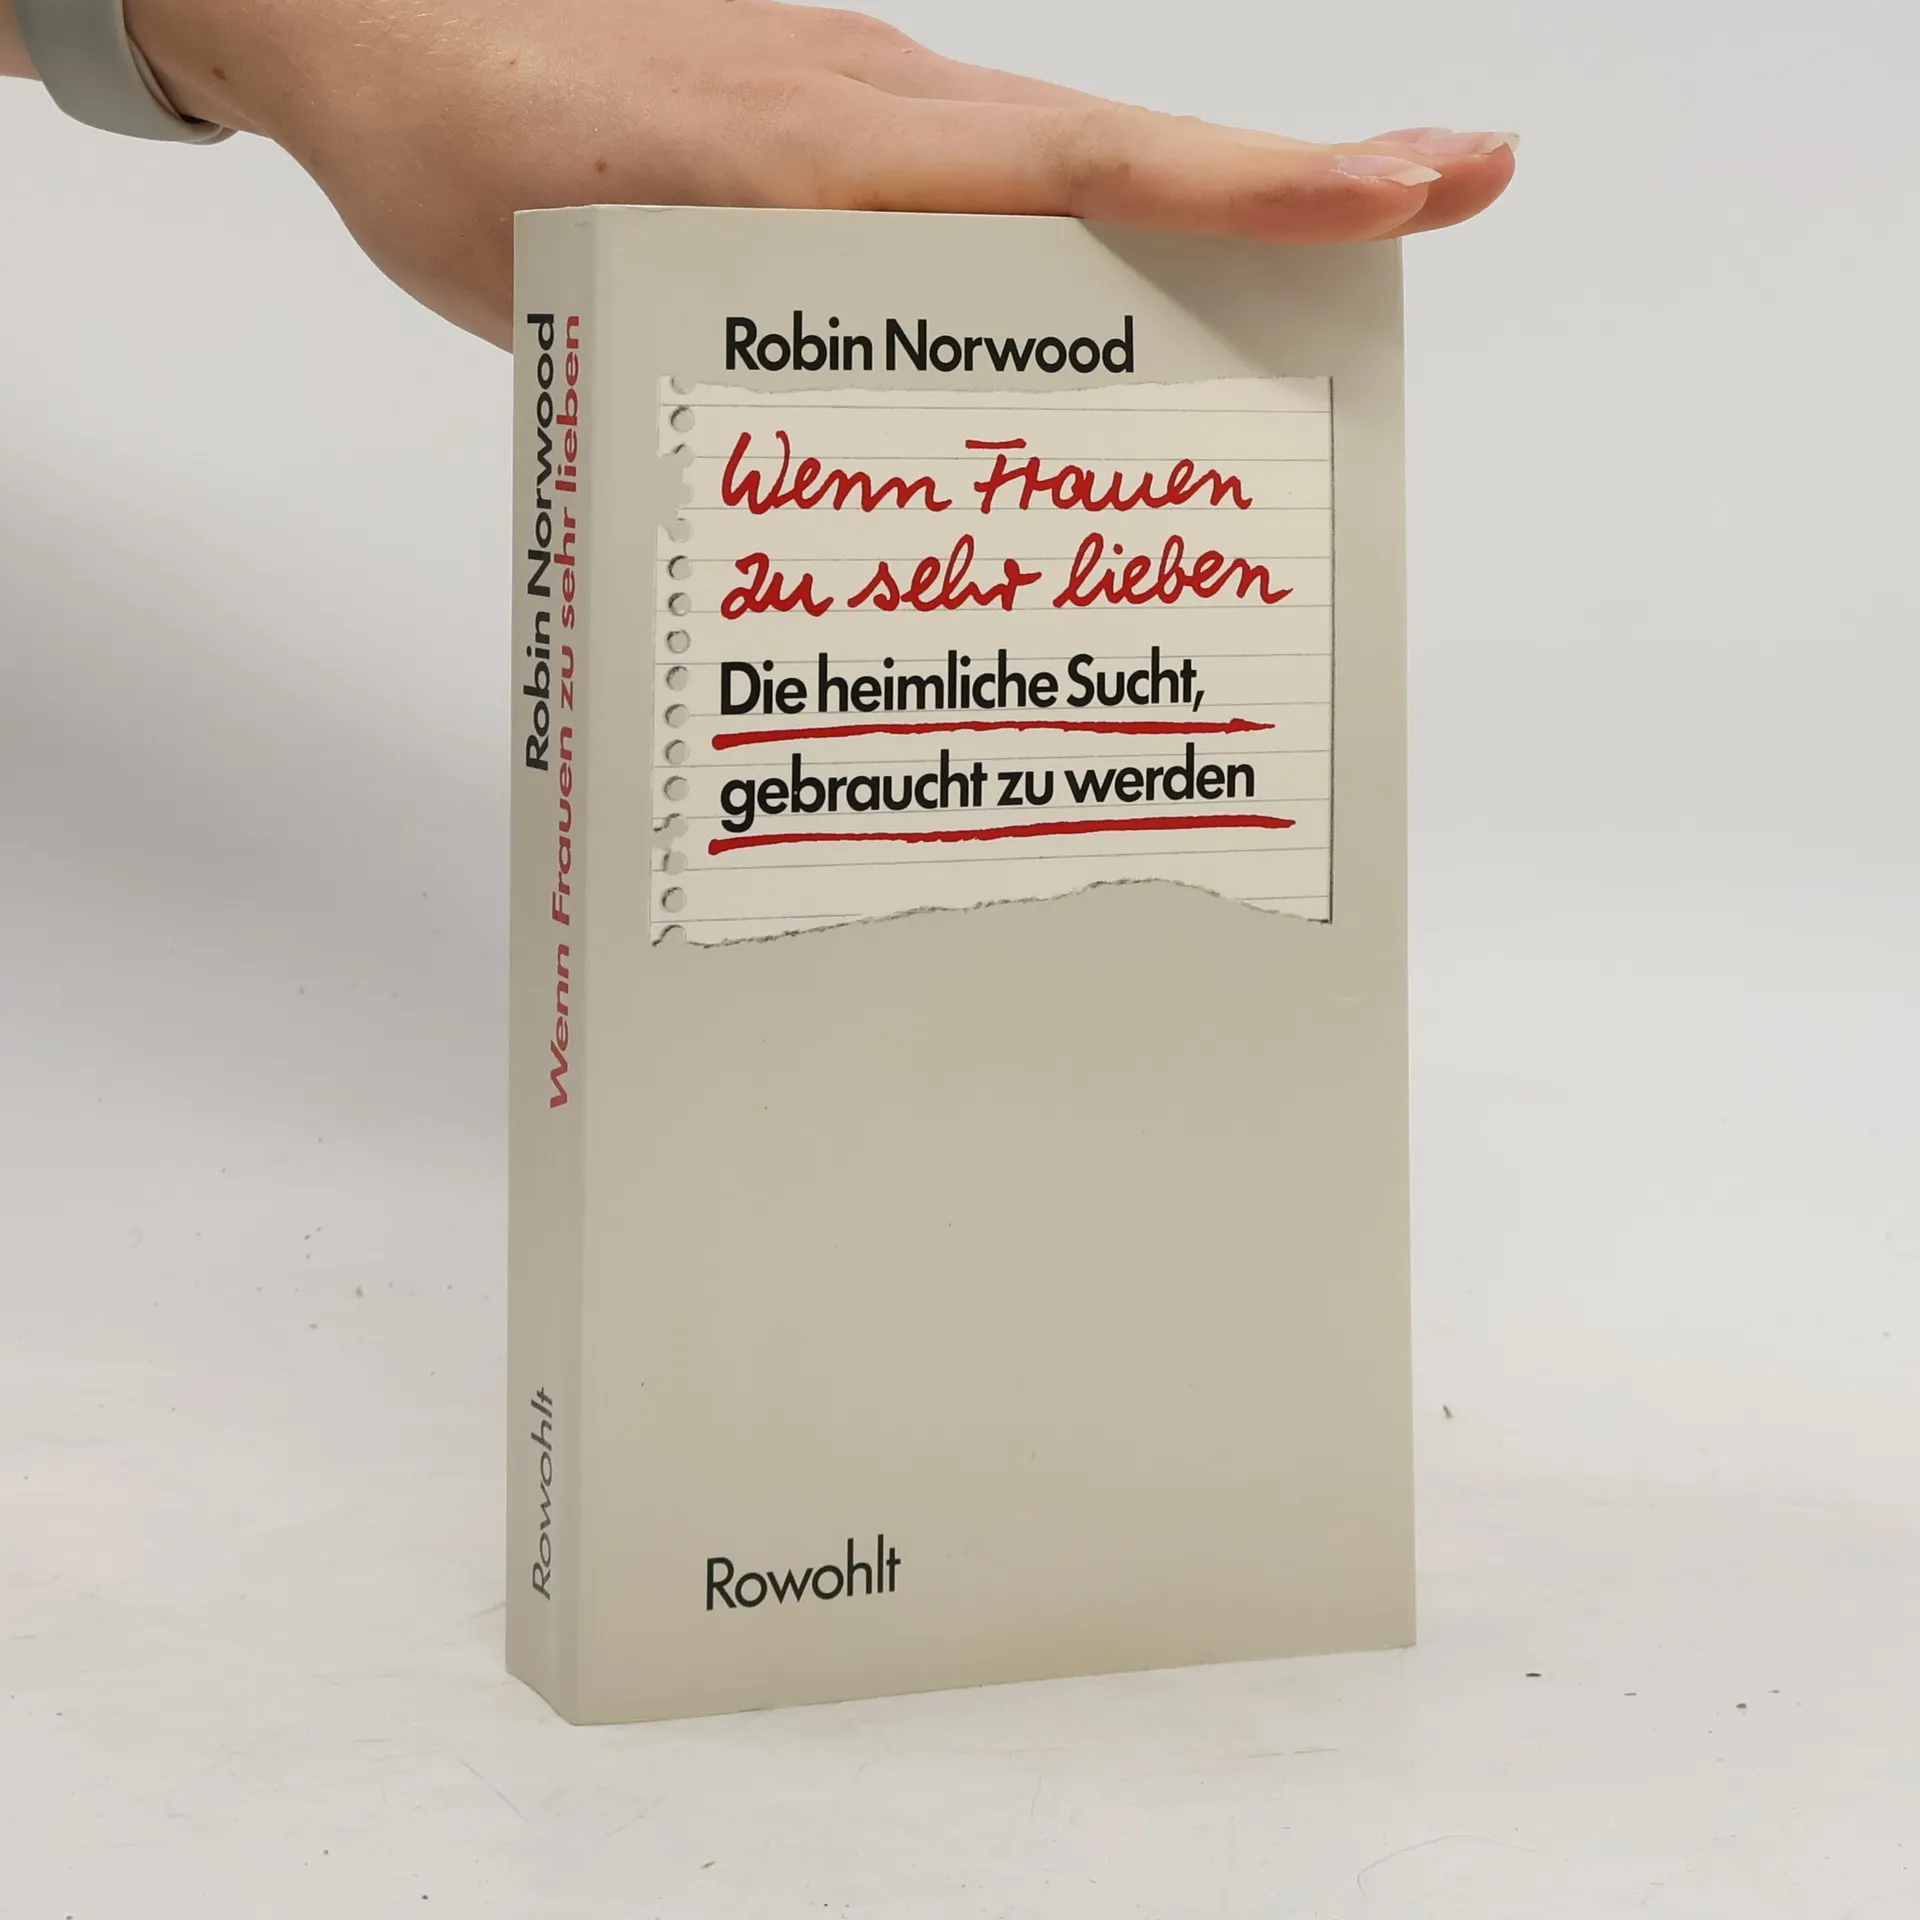 Robin Norwood
Wenn Frauen
zu sehr lieben
Die heimliche Sucht,
gebraucht zu werden
Rowohlt
Robin Norwood
Wenn Frauen zu sehr lieben
Rowohlt